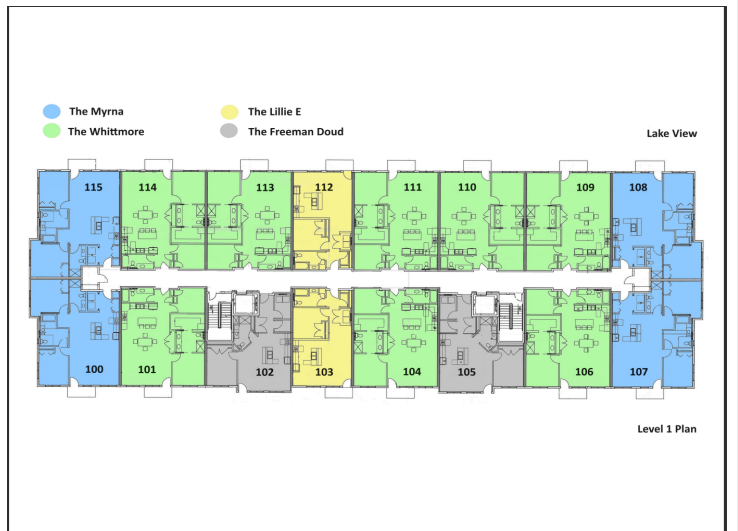 The Myrna
The Lillie E
The Whittmore
The Freeman Doud
Lake View
115 114 113 112 111 110 109 108
100 101 102 103 104 105 106 107
Level 1 Plan